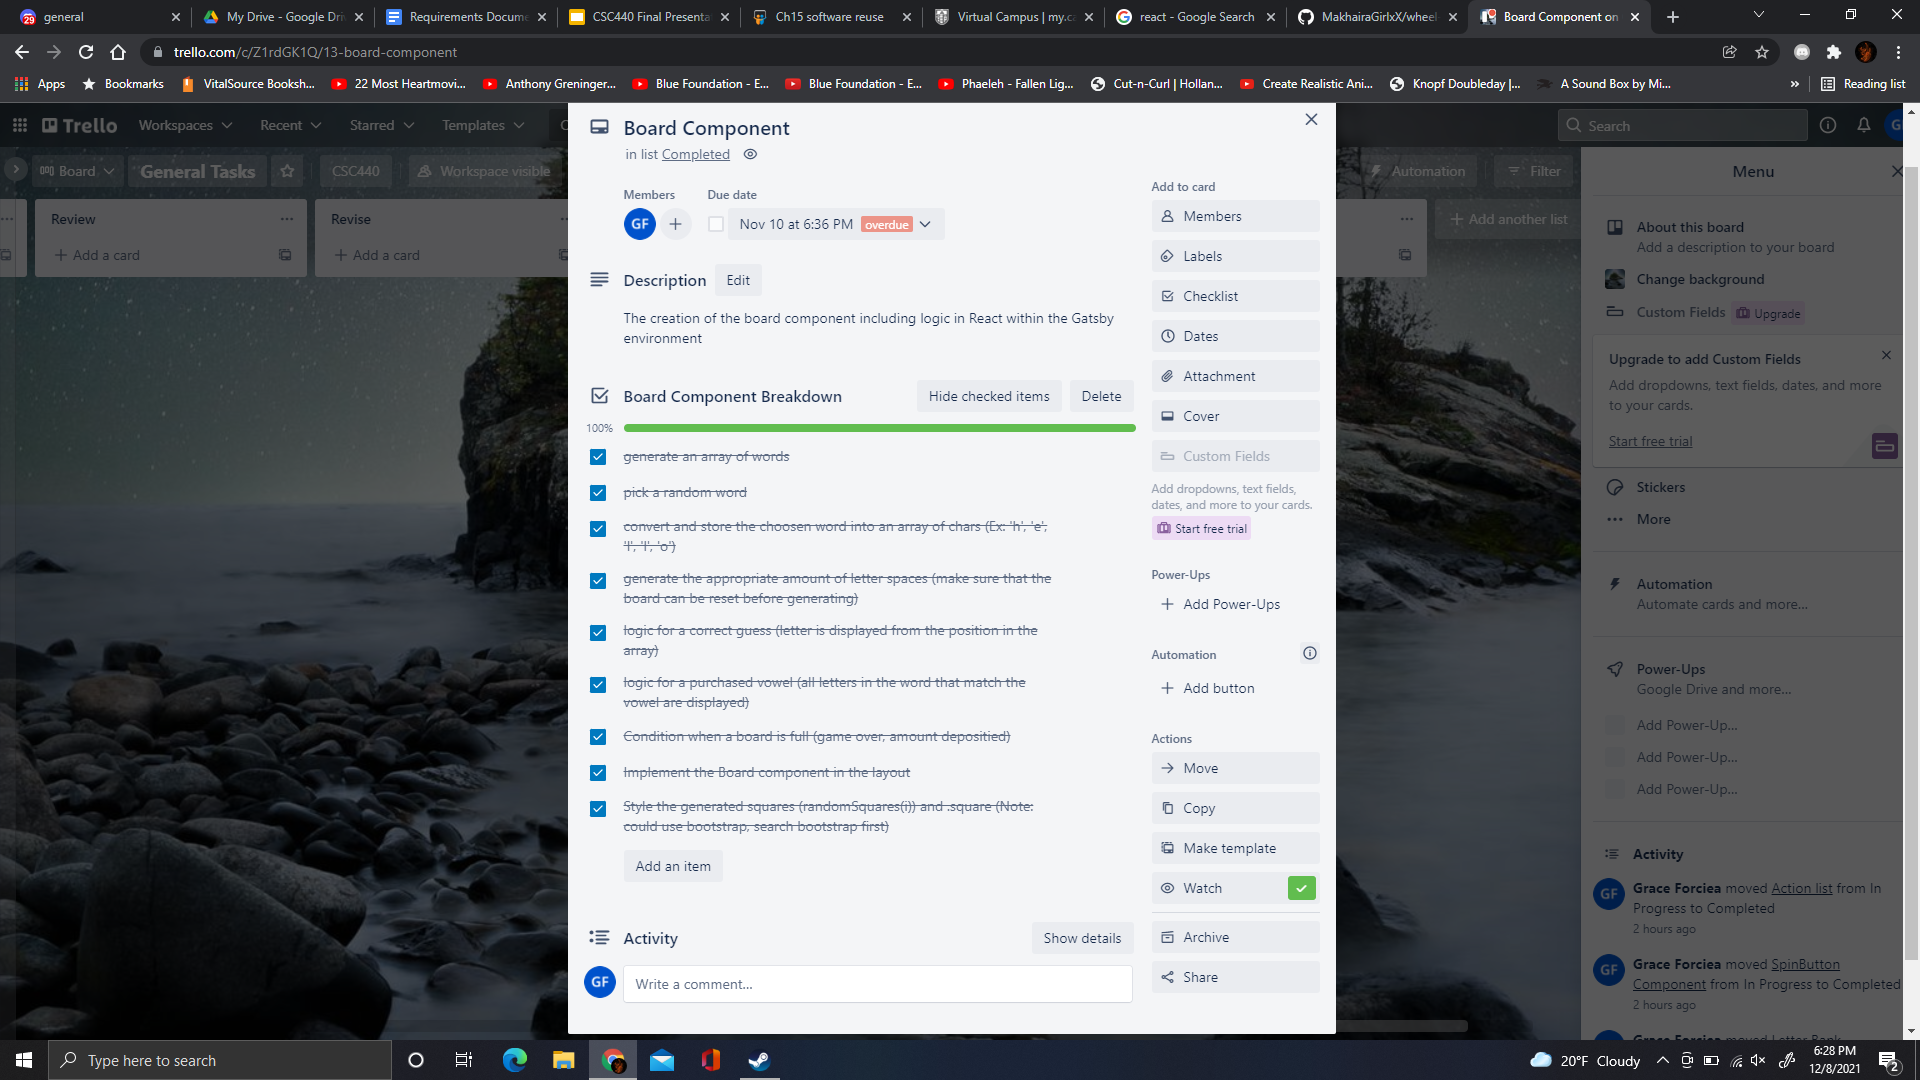 general
My Drive - Google Dri
Requirements Docume
CSC440 Final Presenta
Ch15 software reuse
Virtual Campus | my.ca
react - Google Search
MakhairaGirlxX/wheel
Board Component on
trello.com/c/Z1rdGK1Q/13-board-component
Apps
Bookmarks
VitalSource Booksh...
22 Most Heartmovi...
Anthony Greninger...
Blue Foundation - E...
Blue Foundation - E...
Phaeleh - Fallen Lig...
Cut-n-Curl | Hollan...
Create Realistic Ani...
Knopf Doubleday |...
A Sound Box by Mi...
»
Reading list
Trello
Workspaces
Recent
Starred
Templates
C
Search
G
Board
General Tasks
CSC440
Workspace visible
Automation
Filter
Review
Add a card
Revise
Add a card
Add another list
Board Component
in list Completed
Members
GF
Due date
Nov 10 at 6:36 PM overdue
Description
Edit
The creation of the board component including logic in React within the Gatsby
environment
Board Component Breakdown
Hide checked items
Delete
100%
generate an array of words
pick a random word
convert and store the choosen word into an array of chars (Ex: 'h', 'e',
'l', 'l', 'o')
generate the appropriate amount of letter spaces (make sure that the
board can be reset before generating)
logic for a correct guess (letter is displayed from the position in the
array)
logic for a purchased vowel (all letters in the word that match the
vowel are displayed)
Condition when a board is full (game over, amount depositied)
Implement the Board component in the layout
Style the generated squares (randomSquares(i)) and .square (Note:
could use bootstrap, search bootstrap first)
Add an item
Activity
Show details
GF
Write a comment...
Add to card
Members
Labels
Checklist
Dates
Attachment
Cover
Custom Fields
Add dropdowns, text fields,
dates, and more to your cards.
Start free trial
Power-Ups
Add Power-Ups
Automation
Add button
Actions
Move
Copy
Make template
Watch
Archive
Share
Menu
About this board
Add a description to your board
Change background
Custom Fields
Upgrade
Upgrade to add Custom Fields
Add dropdowns, text fields, dates, and more
to your cards.
Start free trial
Stickers
More
Automation
Automate cards and more...
Power-Ups
Google Drive and more...
Add Power-Up...
Add Power-Up...
Add Power-Up...
Activity
GF
Grace Forciea moved Action list from In
Progress to Completed
2 hours ago
GF
Grace Forciea moved SpinButton
Component from In Progress to Completed
2 hours ago
Type here to search
20°F Cloudy
6:28 PM
12/8/2021
2